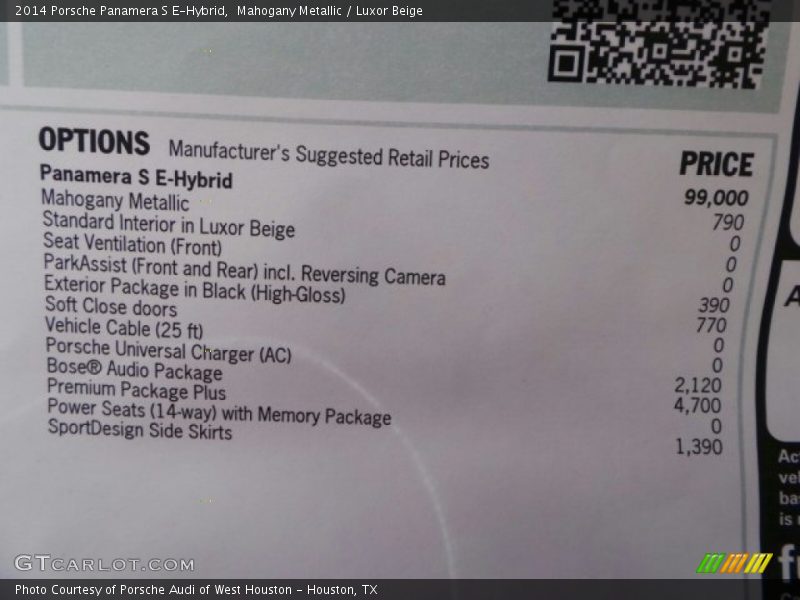 2014 Porsche Panamera S E-Hybrid, Mahogany Metallic / Luxor Beige
OPTIONS Manufacturer's Suggested Retail Prices PRICE
Panamera S E-Hybrid 99,000
Mahogany Metallic 790
Standard Interior in Luxor Beige 0
Seat Ventilation (Front) 0
ParkAssist (Front and Rear) incl. Reversing Camera 0
Exterior Package in Black (High-Gloss) 390
Soft Close doors 770
Vehicle Cable (25 ft) 0
Porsche Universal Charger (AC) 0
Bose® Audio Package 2,120
Premium Package Plus 4,700
Power Seats (14-way) with Memory Package 0
SportDesign Side Skirts 1,390
is
GTCARLOT.COM
Photo Courtesy of Porsche Audi of West Houston - Houston, TX